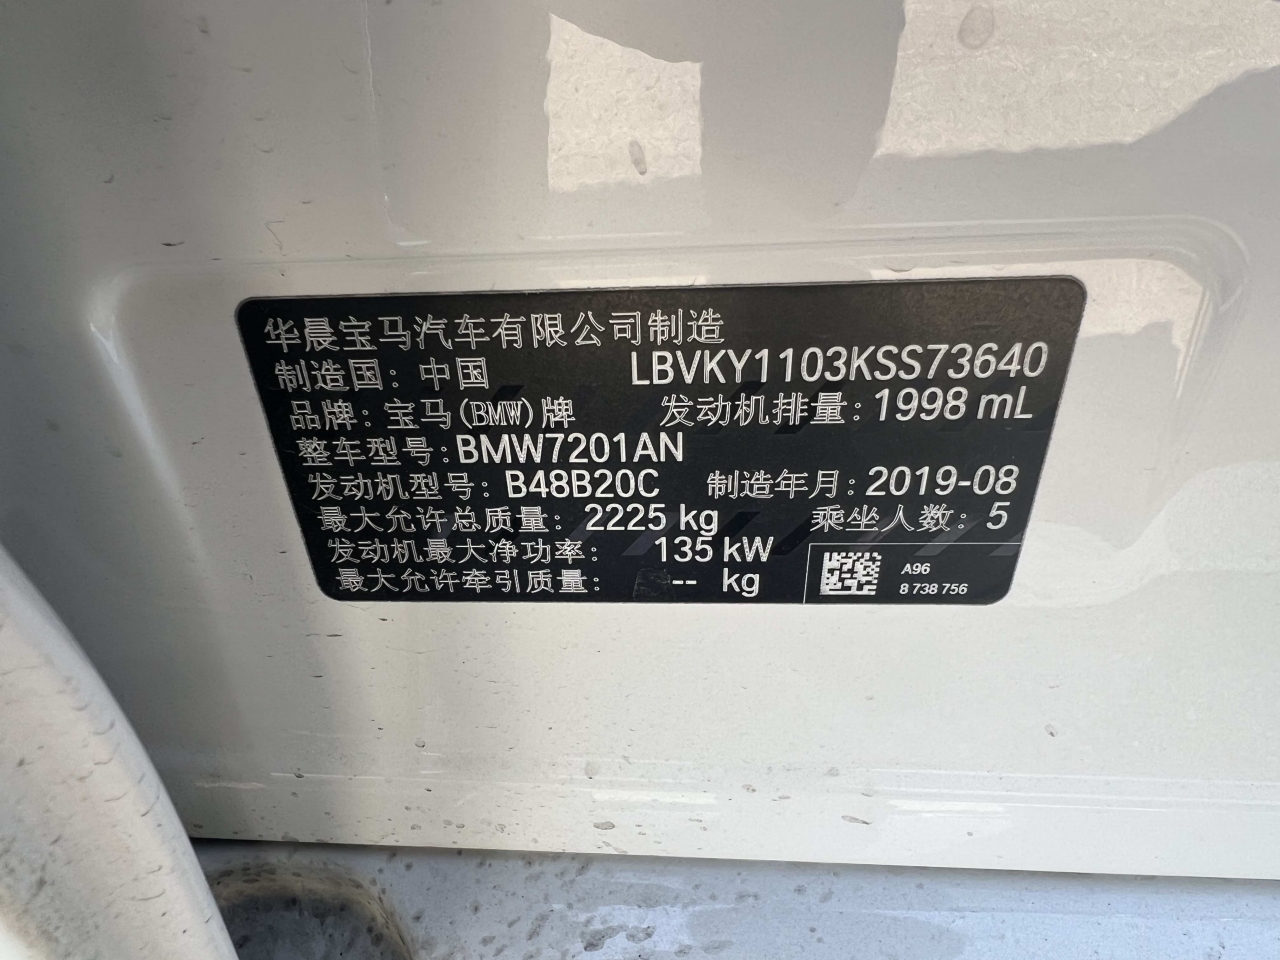 华晨宝马汽车有限公司制造
制造国：中国 LBVKY1103KSS73640
品牌：宝马(BMW)牌 发动机排量：1998 mL
整车型号：BMW7201AN
发动机型号：B48B20C 制造年月：2019-08
最大允许总质量：2225 kg 乘坐人数：5
发动机最大净功率：135 kW
最大允许牵引质量：-- kg
A96
8 738 756